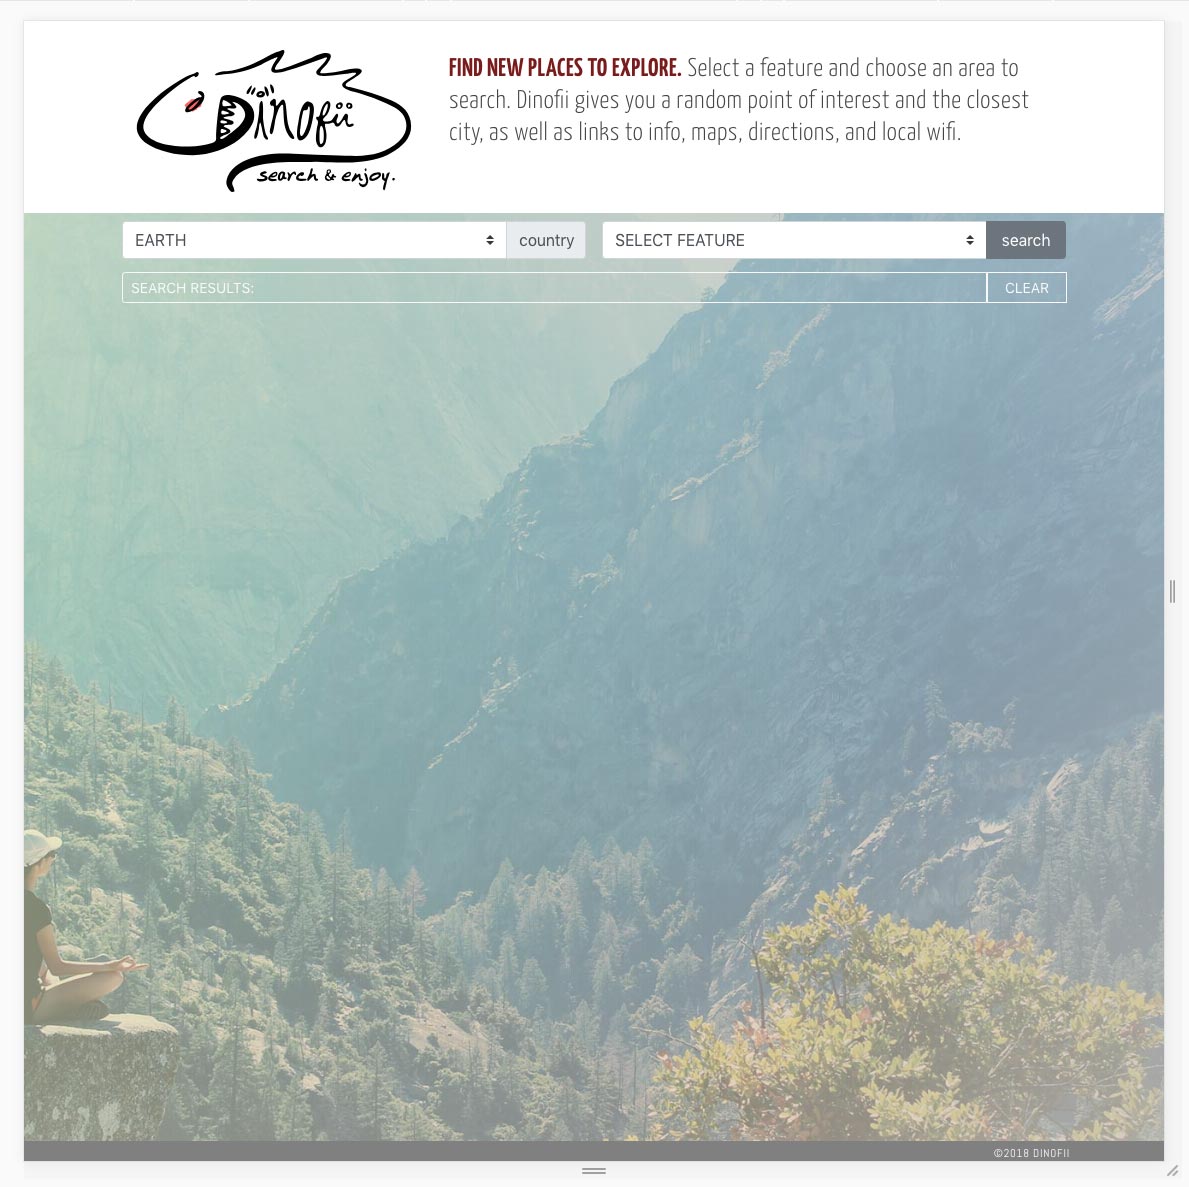 Dinofii
search & enjoy.
FIND NEW PLACES TO EXPLORE. Select a feature and choose an area to
search. Dinofii gives you a random point of interest and the closest
city, as well as links to info, maps, directions, and local wifi.
EARTH country SELECT FEATURE search
SEARCH RESULTS: CLEAR
©2018 DINOFII